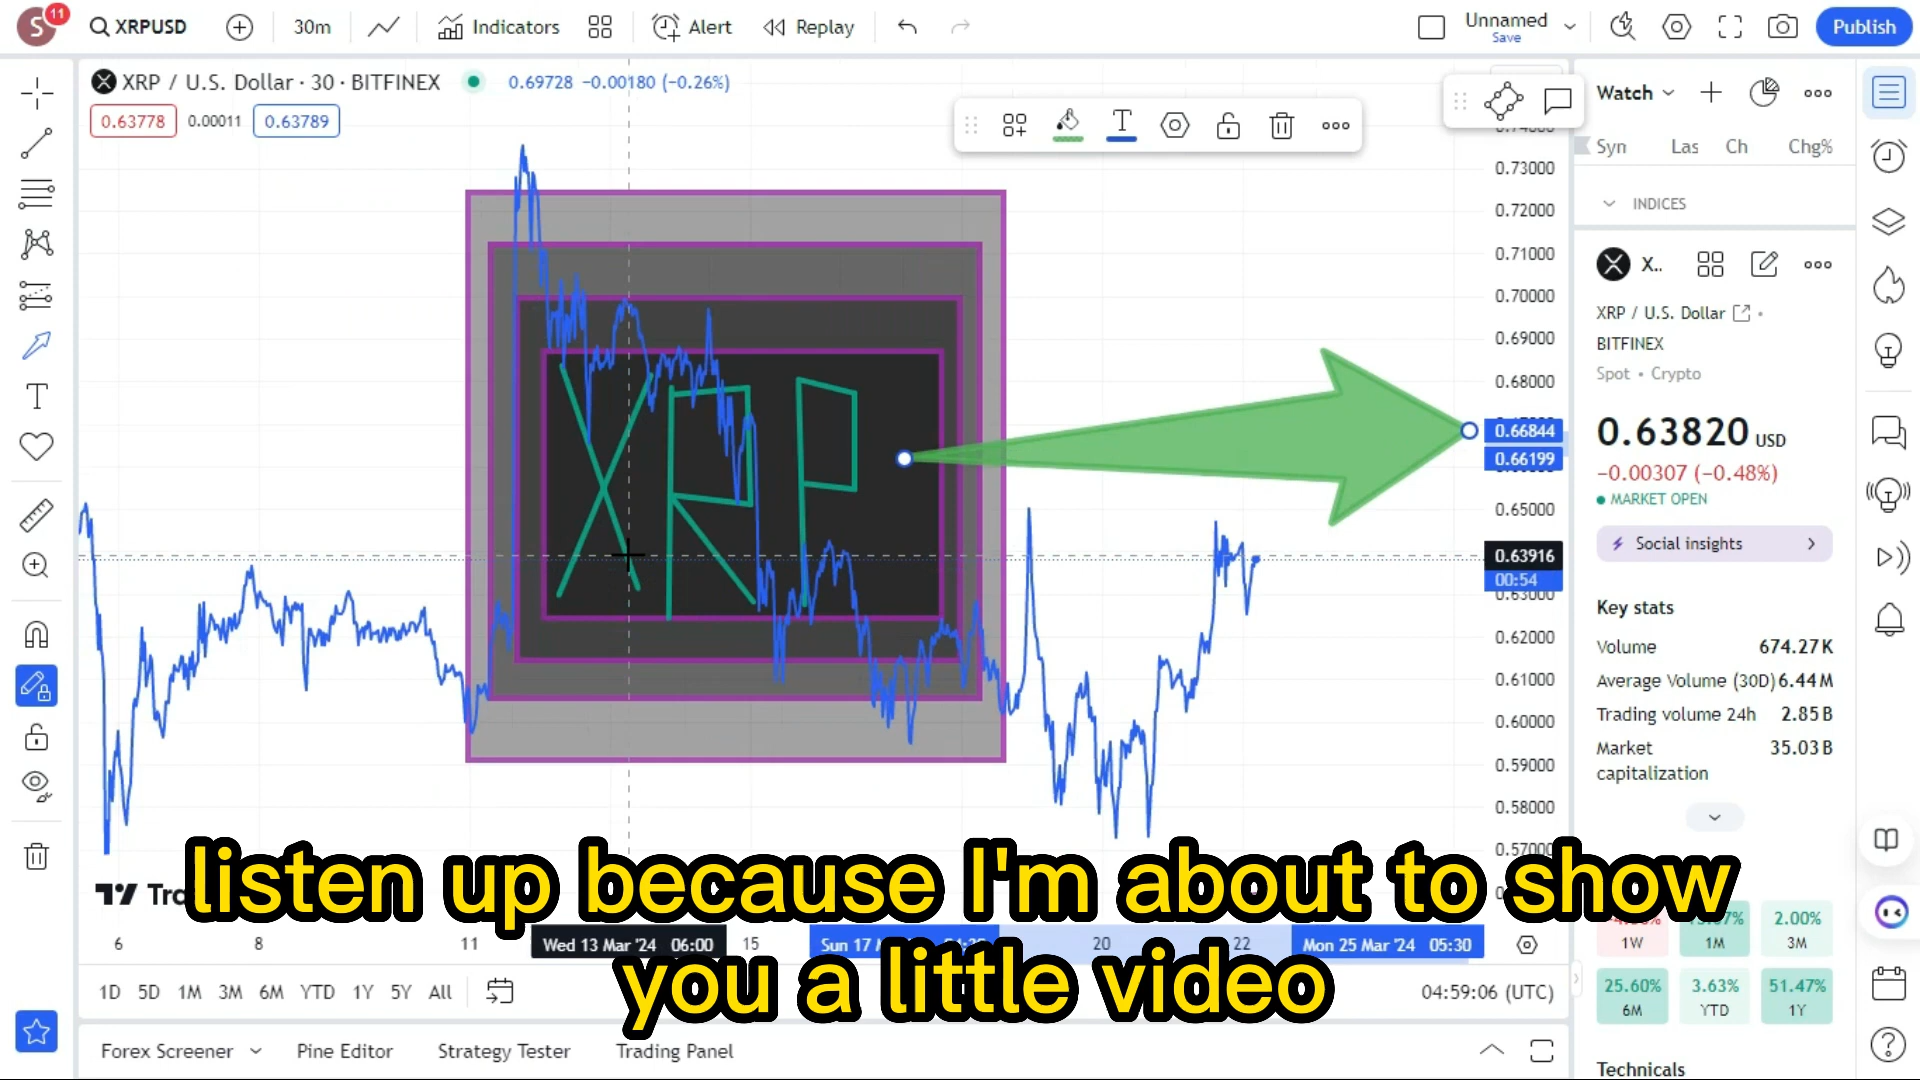 S 11 XRPUSD 30m Indicators Alert Replay Unnamed Save Publish
XRP / U.S. Dollar · 30 · BITFINEX 0.69728 −0.00180 (−0.26%)
0.63778 0.00011 0.63789
T
T
XRP
0.73000
0.72000
0.71000
0.70000
0.69000
0.68000
0.66844
0.66199
0.65000
0.63916
00:54
0.63000
0.62000
0.61000
0.60000
0.59000
0.58000
0.57000
Watch
Syn Las Ch Chg%
INDICES
X..
XRP / U.S. Dollar
BITFINEX
Spot • Crypto
0.63820 USD
−0.00307 (−0.48%)
MARKET OPEN
Social insights
Key stats
Volume 674.27K
Average Volume (30D) 6.44M
Trading volume 24h 2.85B
Market capitalization 35.03B
2.00%
1W 1M 3M
25.60% 3.63% 51.47%
6M YTD 1Y
Technicals
listen up because I'm about to show
you a little video
6 8 11 Wed 13 Mar '24 06:00 15 Sun 17 20 22 Mon 25 Mar '24 05:30
1D 5D 1M 3M 6M YTD 1Y 5Y All 04:59:06 (UTC)
Forex Screener Pine Editor Strategy Tester Trading Panel